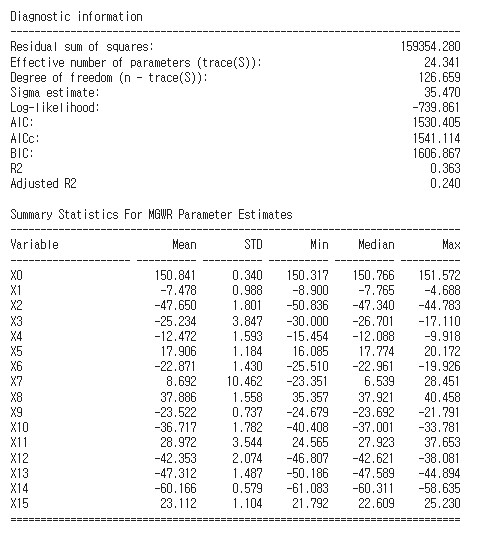 Diagnostic information
--------------------------------------------------------------------------
Residual sum of squares: 159354.280
Effective number of parameters (trace(S)): 24.341
Degree of freedom (n - trace(S)): 126.659
Sigma estimate: 35.470
Log-likelihood: -739.861
AIC: 1530.405
AICc: 1541.114
BIC: 1606.867
R2 0.363
Adjusted R2 0.240
Summary Statistics For MGWR Parameter Estimates
--------------------------------------------------------------------------
Variable Mean STD Min Median Max
-------------------- ---------- ---------- ---------- ---------- ----------
X0 150.841 0.340 150.317 150.766 151.572
X1 -7.478 0.988 -8.900 -7.765 -4.688
X2 -47.650 1.801 -50.836 -47.340 -44.783
X3 -25.234 3.847 -30.000 -26.701 -17.110
X4 -12.472 1.593 -15.454 -12.088 -9.918
X5 17.906 1.184 16.085 17.774 20.172
X6 -22.871 1.430 -25.510 -22.961 -19.926
X7 8.692 10.462 -23.351 6.539 28.451
X8 37.886 1.558 35.357 37.921 40.458
X9 -23.522 0.737 -24.679 -23.692 -21.791
X10 -36.717 1.782 -40.408 -37.001 -33.781
X11 28.972 3.544 24.565 27.923 37.653
X12 -42.353 2.074 -46.807 -42.621 -38.081
X13 -47.312 1.487 -50.186 -47.589 -44.894
X14 -60.166 0.579 -61.083 -60.311 -58.635
X15 23.112 1.104 21.792 22.609 25.230
==========================================================================